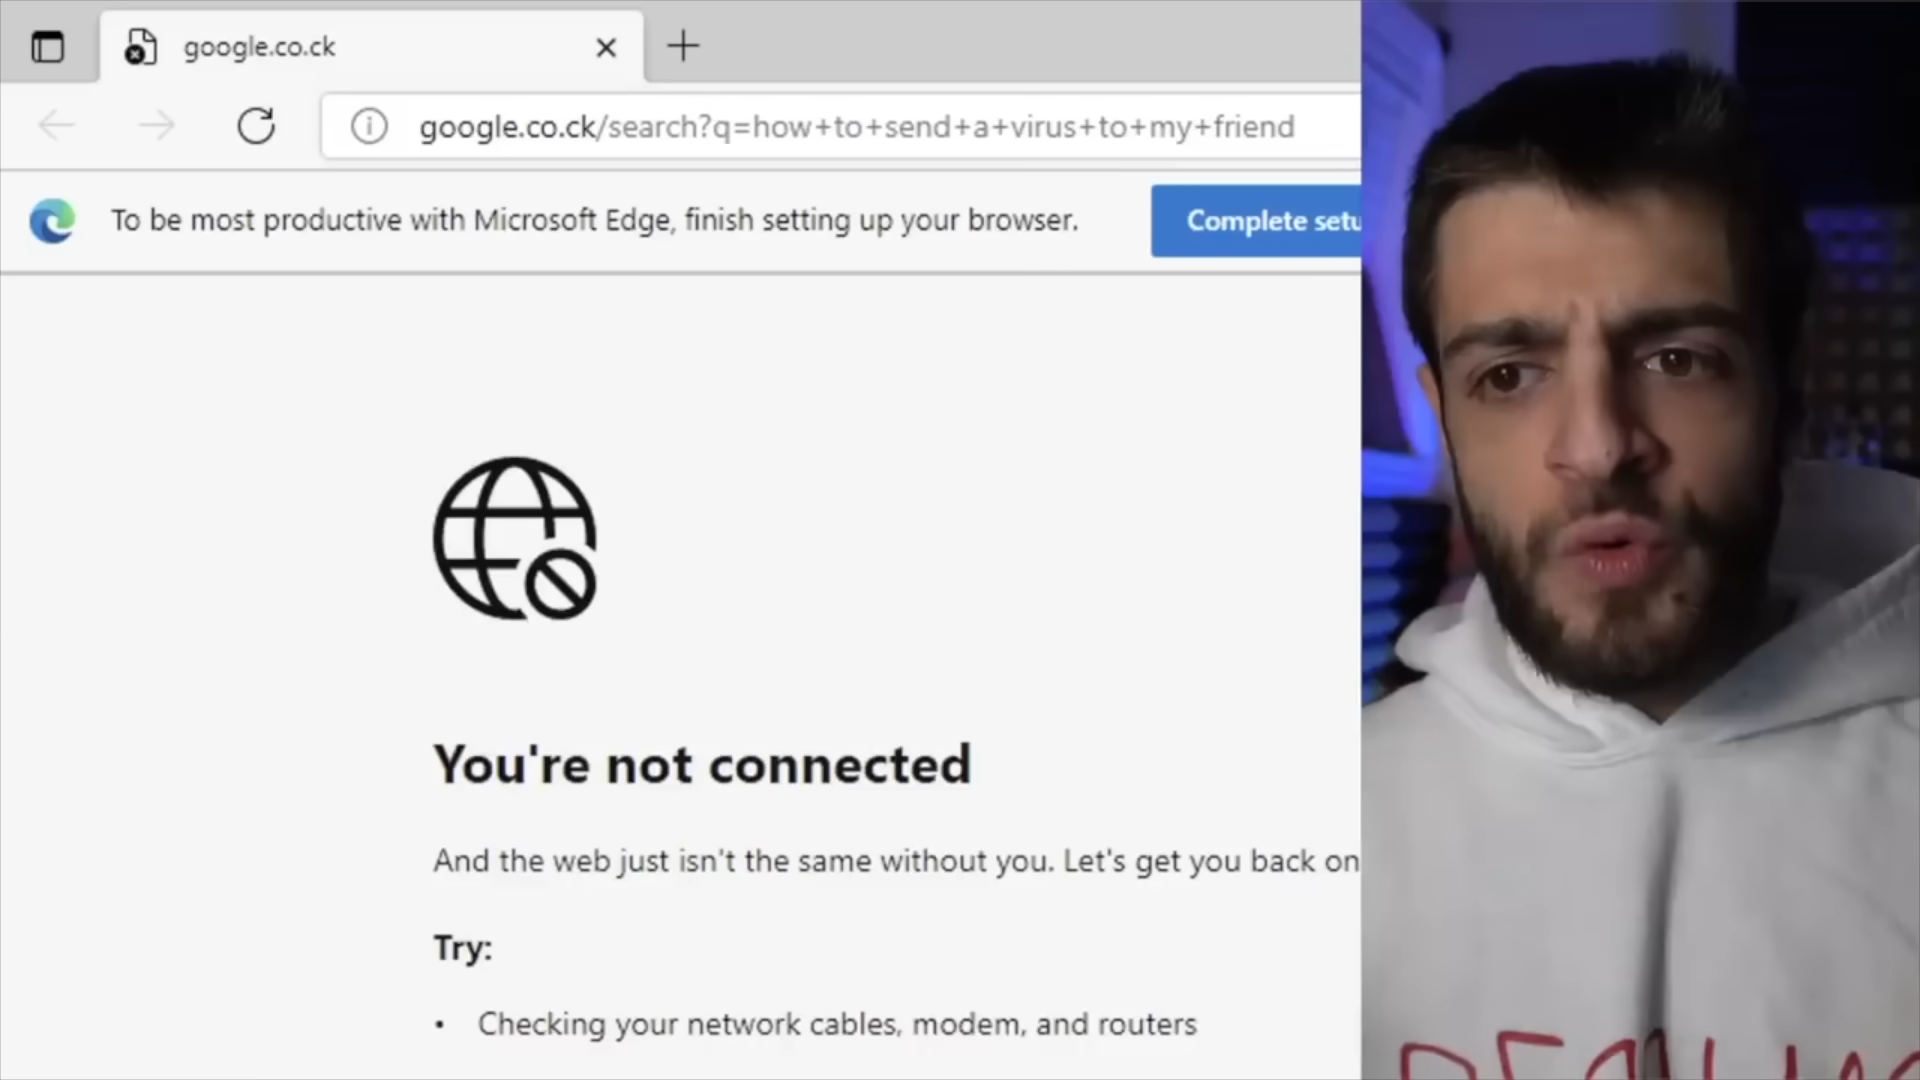 google.co.ck
google.co.ck/search?q=how+to+send+a+virus+to+my+friend
To be most productive with Microsoft Edge, finish setting up your browser.
Complete setu
You're not connected
And the web just isn't the same without you. Let's get you back on
Try:
• Checking your network cables, modem, and routers